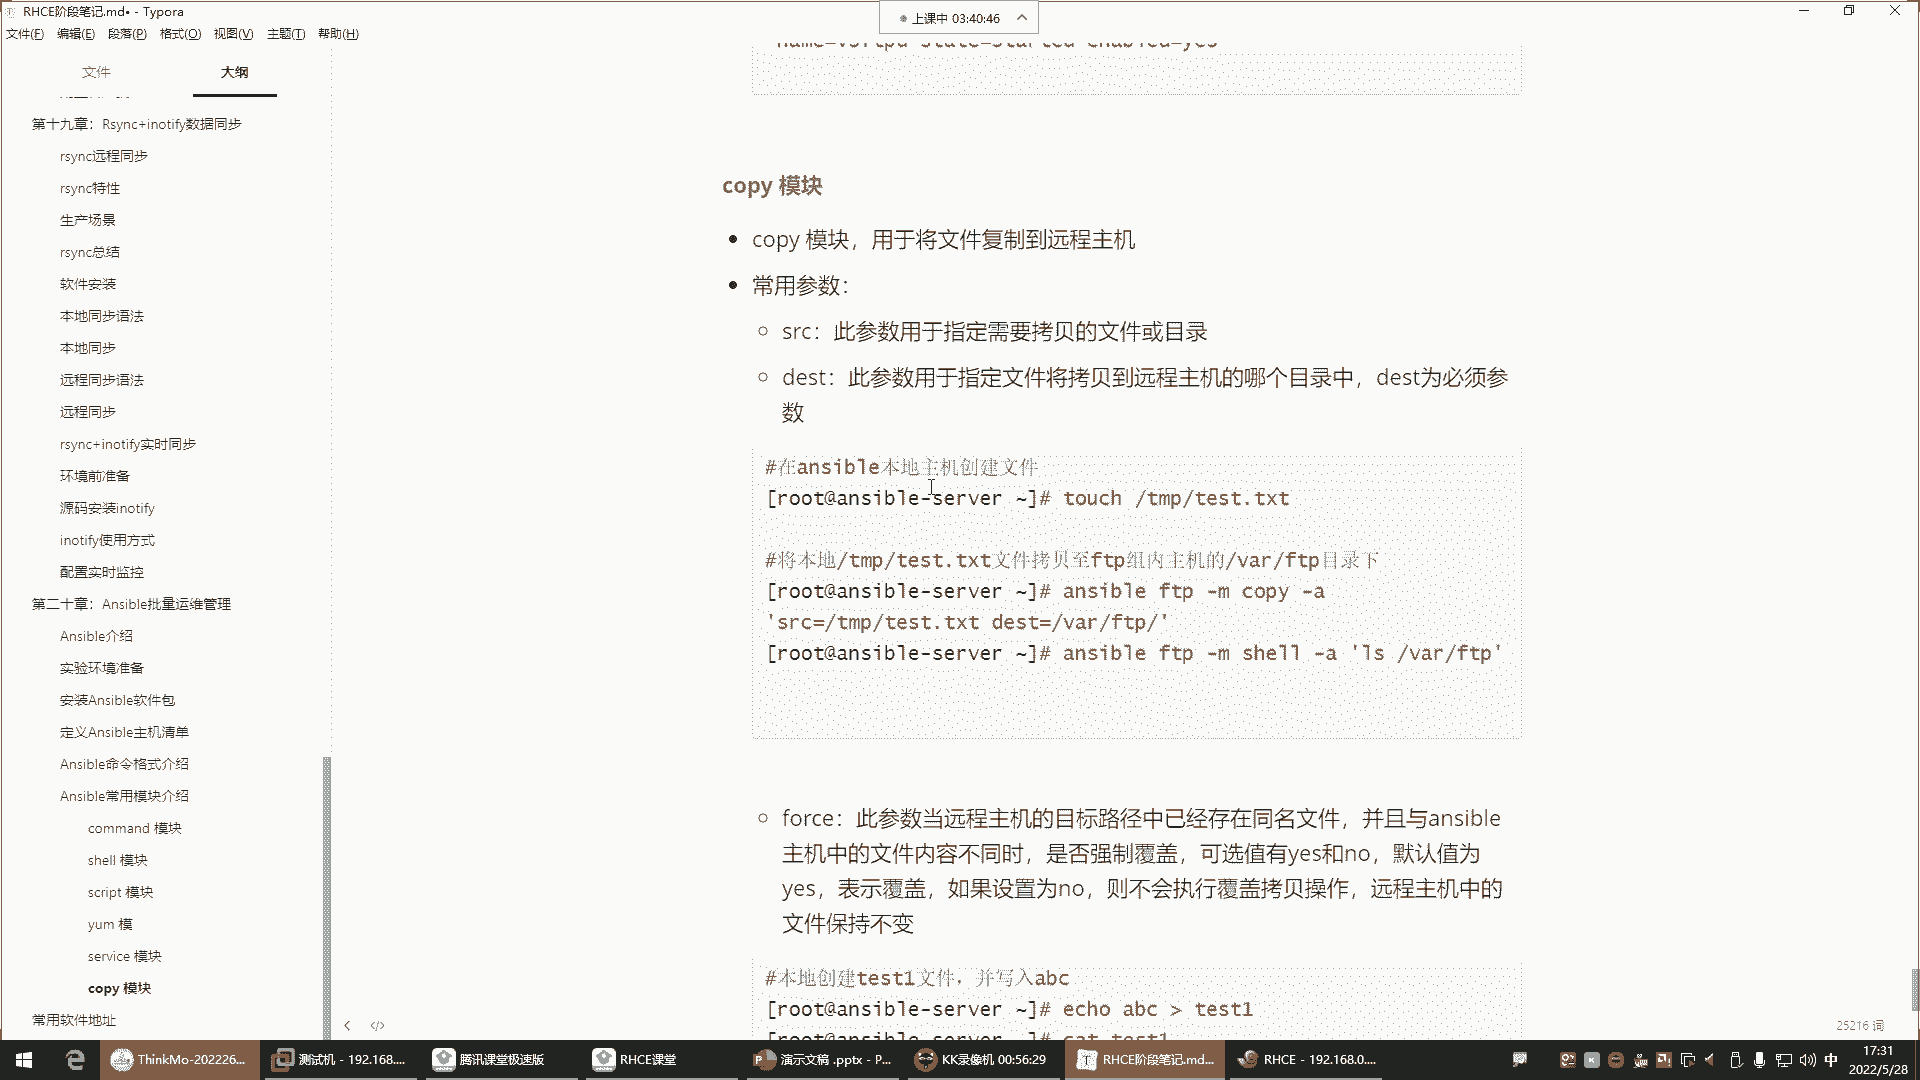 RHCE阶段笔记.md• - Typora
上课中 03:40:46
文件(F) 编辑(E) 段落(P) 格式(O) 视图(V) 主题(T) 帮助(H)
文件 大纲
第十九章：Rsync+inotify数据同步
rsync远程同步
rsync特性
生产场景
rsync总结
软件安装
本地同步语法
本地同步
远程同步语法
远程同步
rsync+inotify实时同步
环境前准备
源码安装inotify
inotify使用方式
配置实时监控
第二十章：Ansible批量运维管理
Ansible介绍
实验环境准备
安装Ansible软件包
定义Ansible主机清单
Ansible命令格式介绍
Ansible常用模块介绍
command 模块
shell 模块
script 模块
yum 模
service 模块
copy 模块
常用软件地址
name=vsftpd state=started enabled=yes
copy 模块
copy 模块，用于将文件复制到远程主机
常用参数：
src：此参数用于指定需要拷贝的文件或目录
dest：此参数用于指定文件将拷贝到远程主机的哪个目录中，dest为必须参
数
#在ansible本地主机创建文件
[root@ansible-server ~]# touch /tmp/test.txt
#将本地/tmp/test.txt文件拷贝至ftp组内主机的/var/ftp目录下
[root@ansible-server ~]# ansible ftp -m copy -a
'src=/tmp/test.txt dest=/var/ftp/'
[root@ansible-server ~]# ansible ftp -m shell -a 'ls /var/ftp'
force：此参数当远程主机的目标路径中已经存在同名文件，并且与ansible
主机中的文件内容不同时，是否强制覆盖，可选值有yes和no，默认值为
yes，表示覆盖，如果设置为no，则不会执行覆盖拷贝操作，远程主机中的
文件保持不变
#本地创建test1文件，并写入abc
[root@ansible-server ~]# echo abc > test1
[root@ansible-server ~]# cat test1
25216 词
ThinkMo-202226... 测试机 - 192.168.... 腾讯课堂极速版 RHCE课堂 演示文稿 .pptx - P... KK录像机 00:56:29 RHCE阶段笔记.md... RHCE - 192.168.0.... 中
17:31
2022/5/28